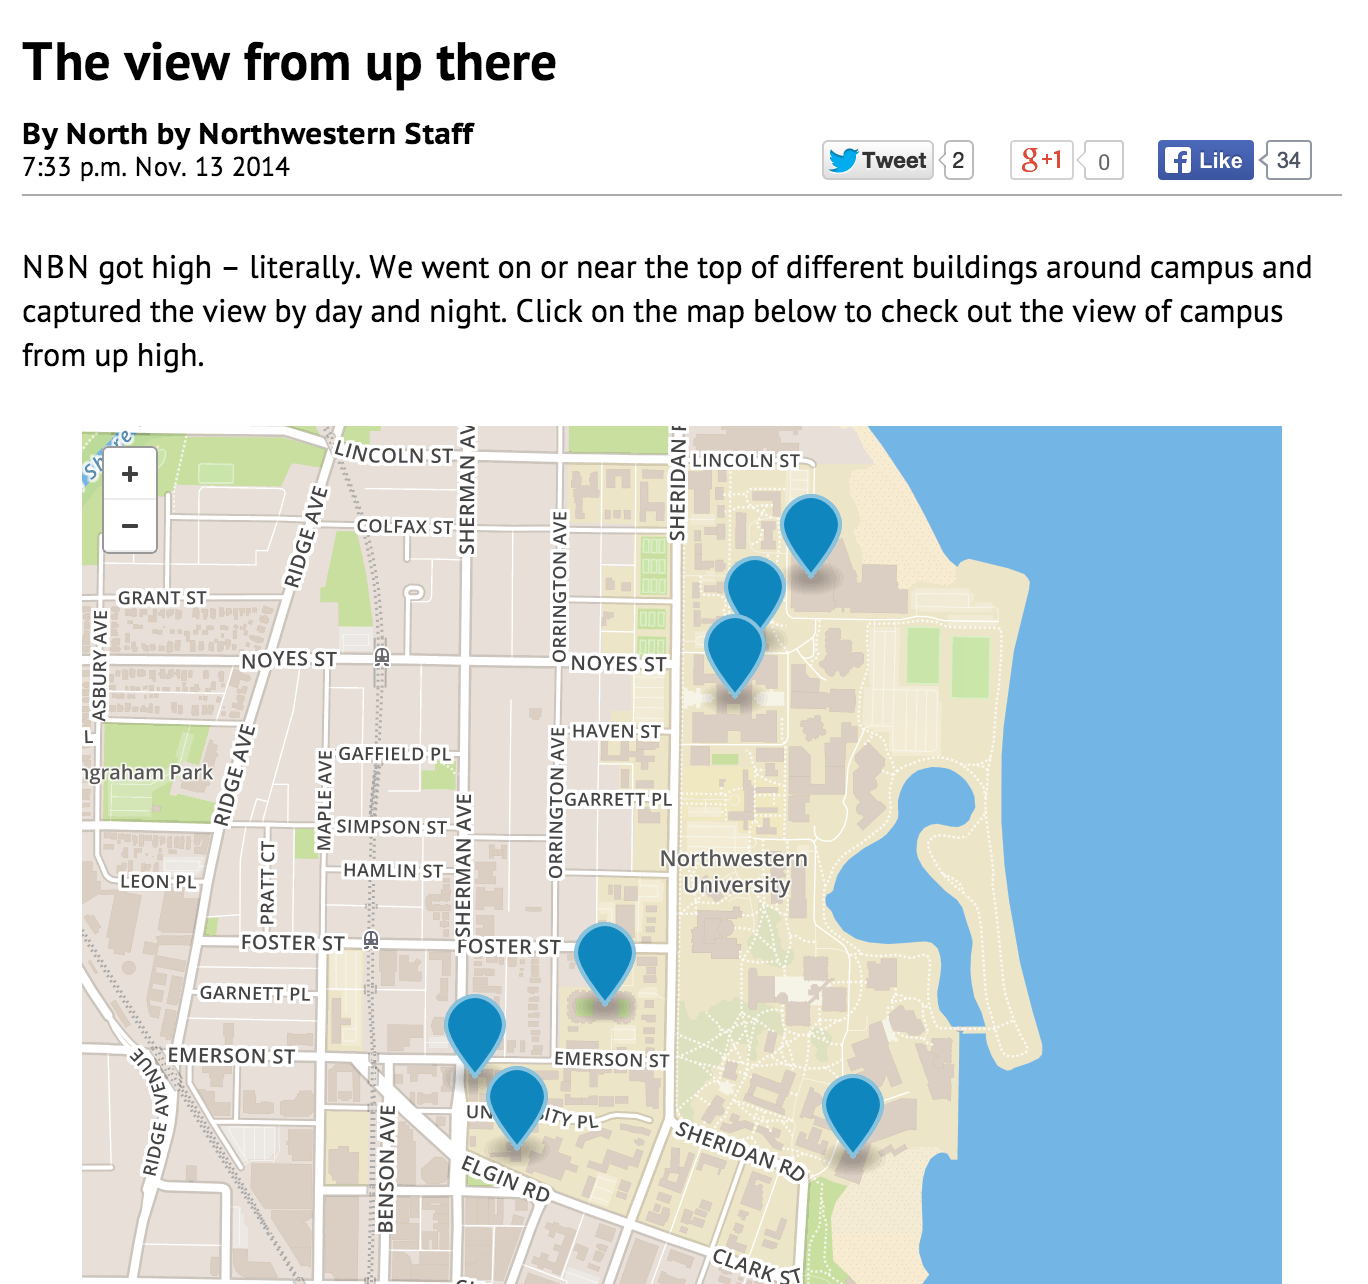 The view from up there
By North by Northwestern Staff
7:33 p.m. Nov. 13 2014
Tweet 2
g+1 0
f Like 34
NBN got high – literally. We went on or near the top of different buildings around campus and
captured the view by day and night. Click on the map below to check out the view of campus
from up high.
+
−
LINCOLN ST
SHERMAN AV
SHERIDAN
LINCOLN ST
COLFAX ST
RIDGE AVE
ORRINGTON AVE
GRANT ST
ASBURY AVE
NOYES ST
NOYES ST
HAVEN ST
GAFFIELD PL
ngraham Park
RIDGE AVE
MAPLE AVE
ORRINGTON AVE
GARRETT PL
SIMPSON ST
SHERMAN AVE
Northwestern
University
HAMLIN ST
LEON PL
PRATT CT
FOSTER ST
FOSTER ST
GARNETT PL
EMERSON ST
EMERSON ST
RIDGE AVENUE
UN
SITY PL
BENSON AVE
SHERIDAN RD
ELGIN RD
CLARK ST